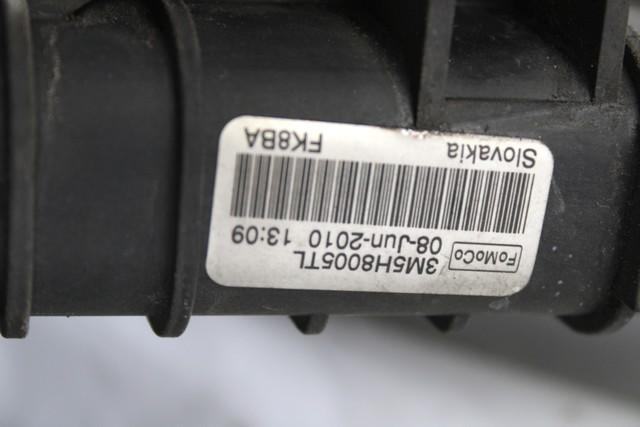 FoMoCo 3M5H8005TL
08-Jun-2010 13:09
Slovakia FK8BA